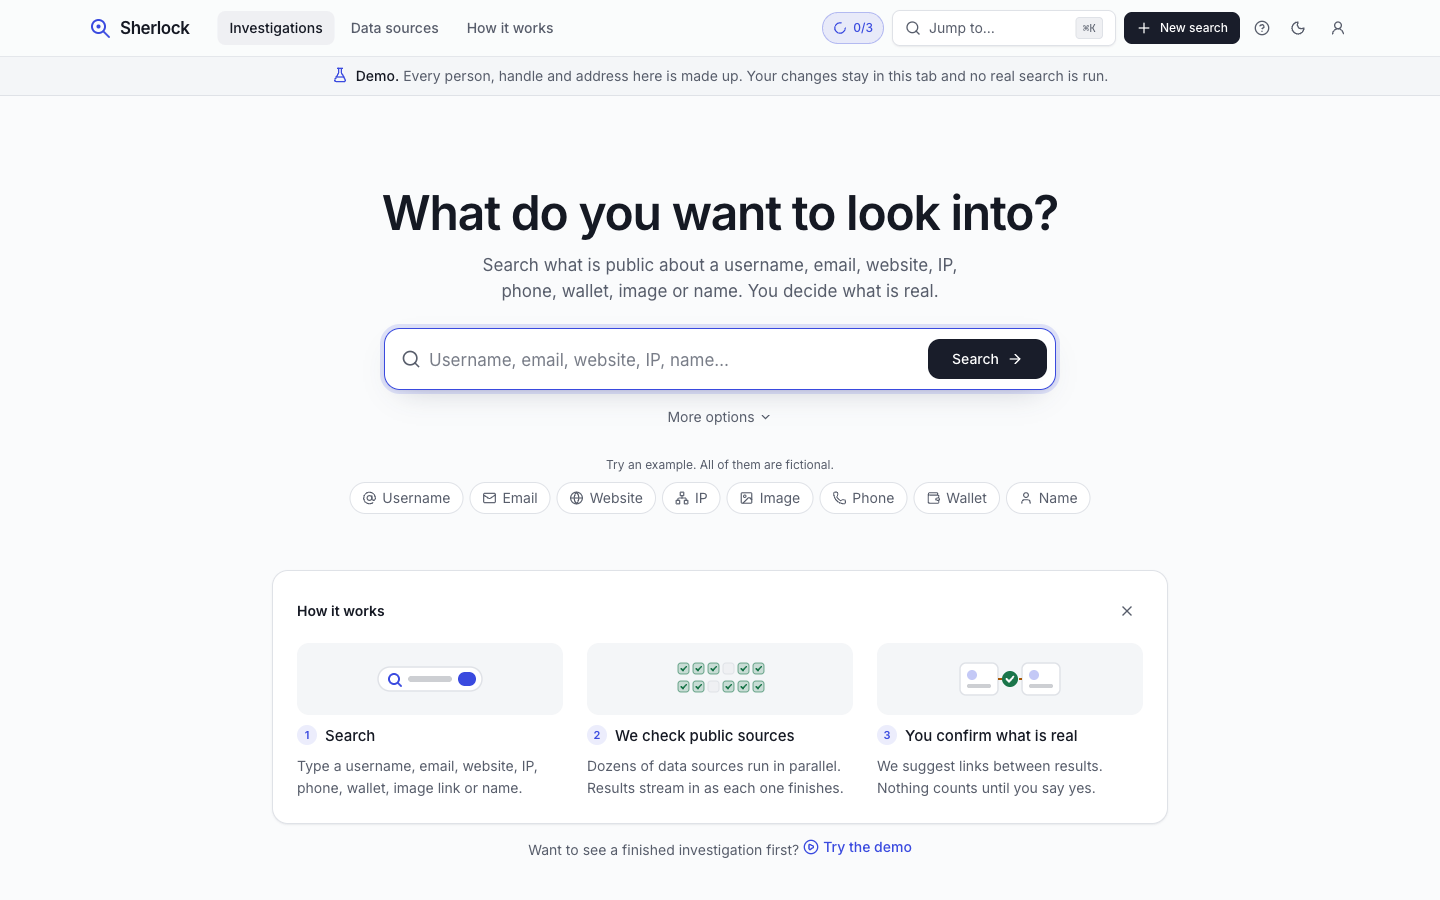 Sherlock
Investigations
Data sources
How it works
0/3
Jump to...
⌘K
New search
Demo. Every person, handle and address here is made up. Your changes stay in this tab and no real search is run.
What do you want to look into?
Search what is public about a username, email, website, IP,
phone, wallet, image or name. You decide what is real.
Username, email, website, IP, name...
Search
More options
Try an example. All of them are fictional.
Username
Email
Website
IP
Image
Phone
Wallet
Name
How it works
1 Search
Type a username, email, website, IP,
phone, wallet, image link or name.
2 We check public sources
Dozens of data sources run in parallel.
Results stream in as each one finishes.
3 You confirm what is real
We suggest links between results.
Nothing counts until you say yes.
Want to see a finished investigation first? Try the demo